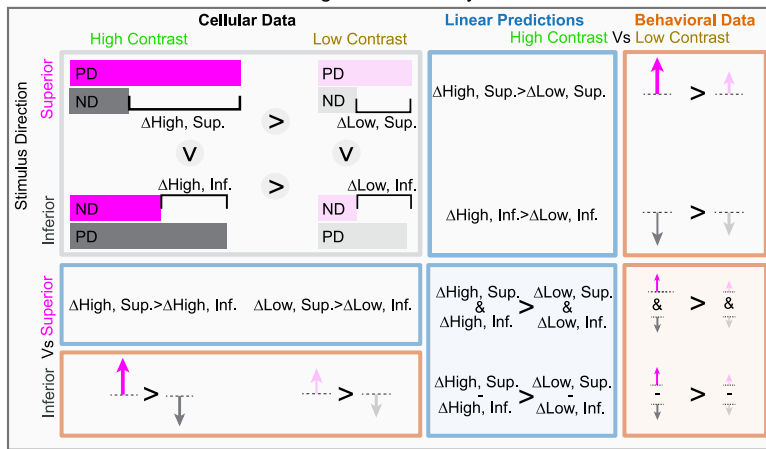 Cellular Data
Linear Predictions
Behavioral Data
High Contrast
Low Contrast
High Contrast Vs Low Contrast
Stimulus Direction
Superior
PD
ND
ΔHigh, Sup.
>
PD
ND
ΔLow, Sup.
ΔHigh, Sup.>ΔLow, Sup.
>
>
>
Inferior
ΔHigh, Inf.
ND
PD
>
ΔLow, Inf.
ND
PD
ΔHigh, Inf.>ΔLow, Inf.
>
Inferior Vs Superior
ΔHigh, Sup.>ΔHigh, Inf.
ΔLow, Sup.>ΔLow, Inf.
ΔHigh, Sup.
&
ΔHigh, Inf.
>
ΔLow, Sup.
&
ΔLow, Inf.
& > &
>
>
ΔHigh, Sup.
-
ΔHigh, Inf.
>
ΔLow, Sup.
-
ΔLow, Inf.
- > -